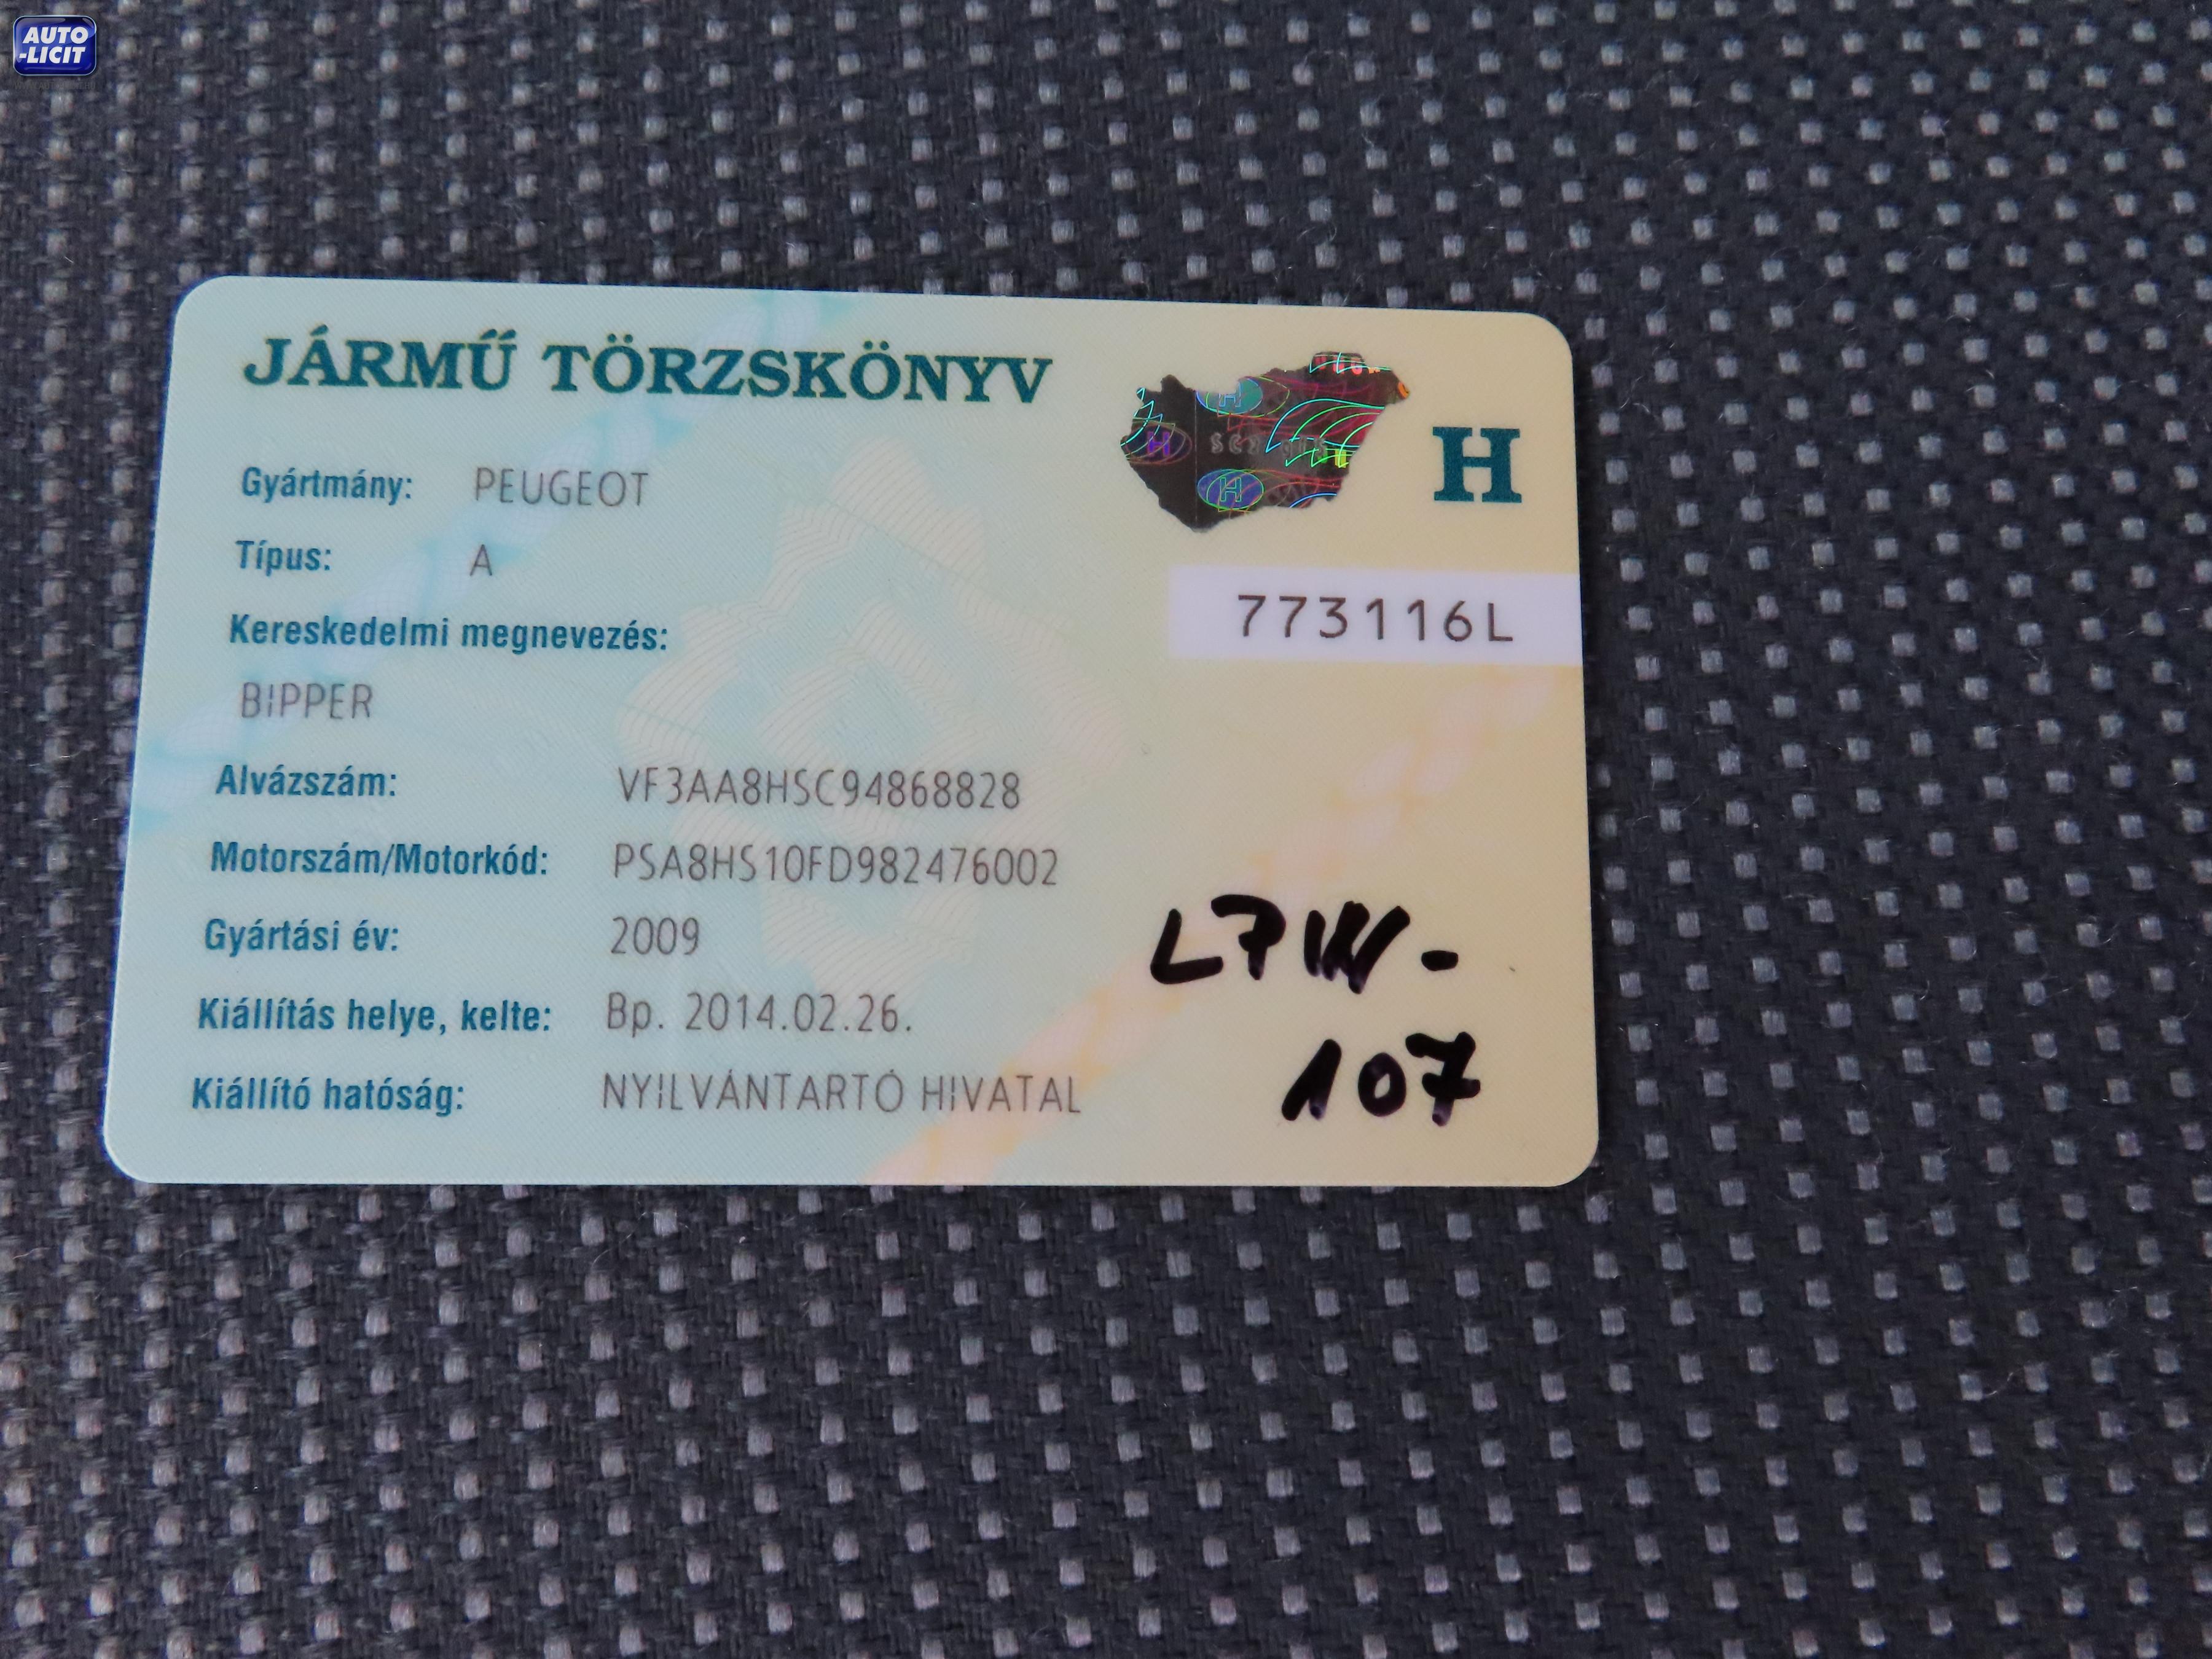 AUTO
-LICIT
JÁRMŰ TÖRZSKÖNYV
H
Gyártmány: PEUGEOT
Típus: A
773116L
Kereskedelmi megnevezés:
BIPPER
Alvázszám: VF3AA8HSC94868828
Motorszám/Motorkód: PSA8HS10FD982476002
Gyártási év: 2009
Kiállítás helye, kelte: Bp. 2014.02.26.
Kiállító hatóság: NYILVÁNTARTÓ HIVATAL
107